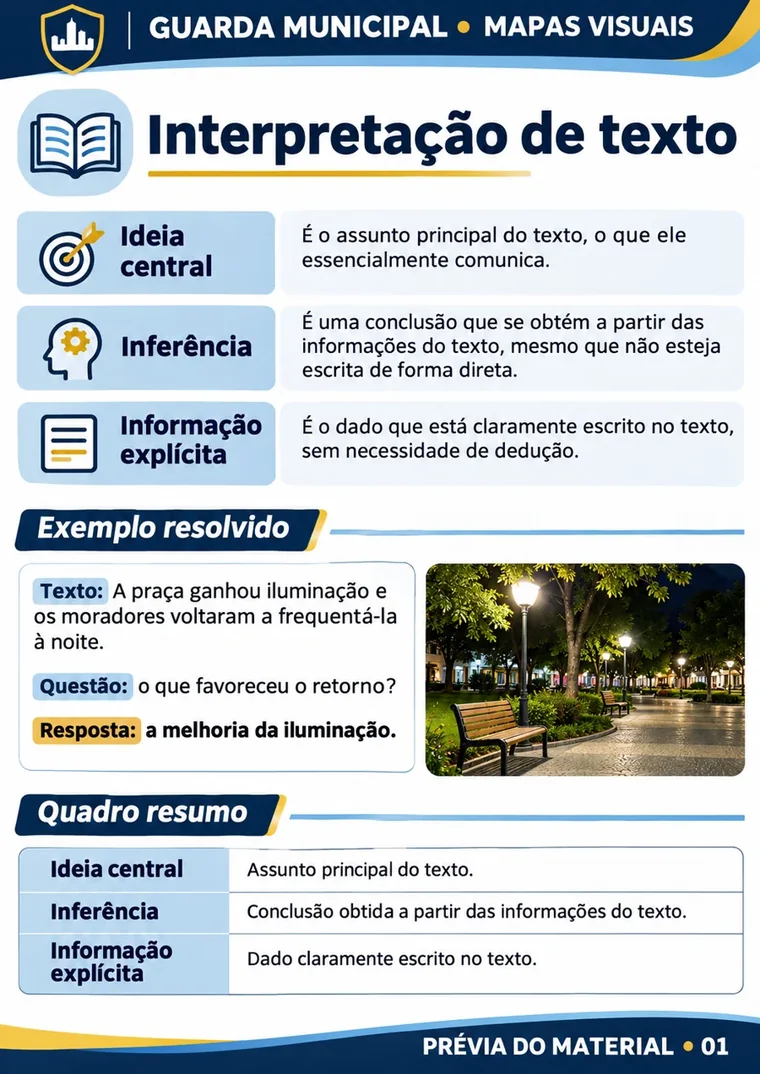 GUARDA MUNICIPAL • MAPAS VISUAIS
Interpretação de texto
Ideia
central
É o assunto principal do texto, o que ele
essencialmente comunica.
Inferência
É uma conclusão que se obtém a partir das
informações do texto, mesmo que não esteja
escrita de forma direta.
Informação
explícita
É o dado que está claramente escrito no texto,
sem necessidade de dedução.
Exemplo resolvido
Texto: A praça ganhou iluminação e
os moradores voltaram a frequentá-la
à noite.
Questão: o que favoreceu o retorno?
Resposta: a melhoria da iluminação.
Quadro resumo
Ideia central
Assunto principal do texto.
Inferência
Conclusão obtida a partir das informações do texto.
Informação
explícita
Dado claramente escrito no texto.
PRÉVIA DO MATERIAL • 01